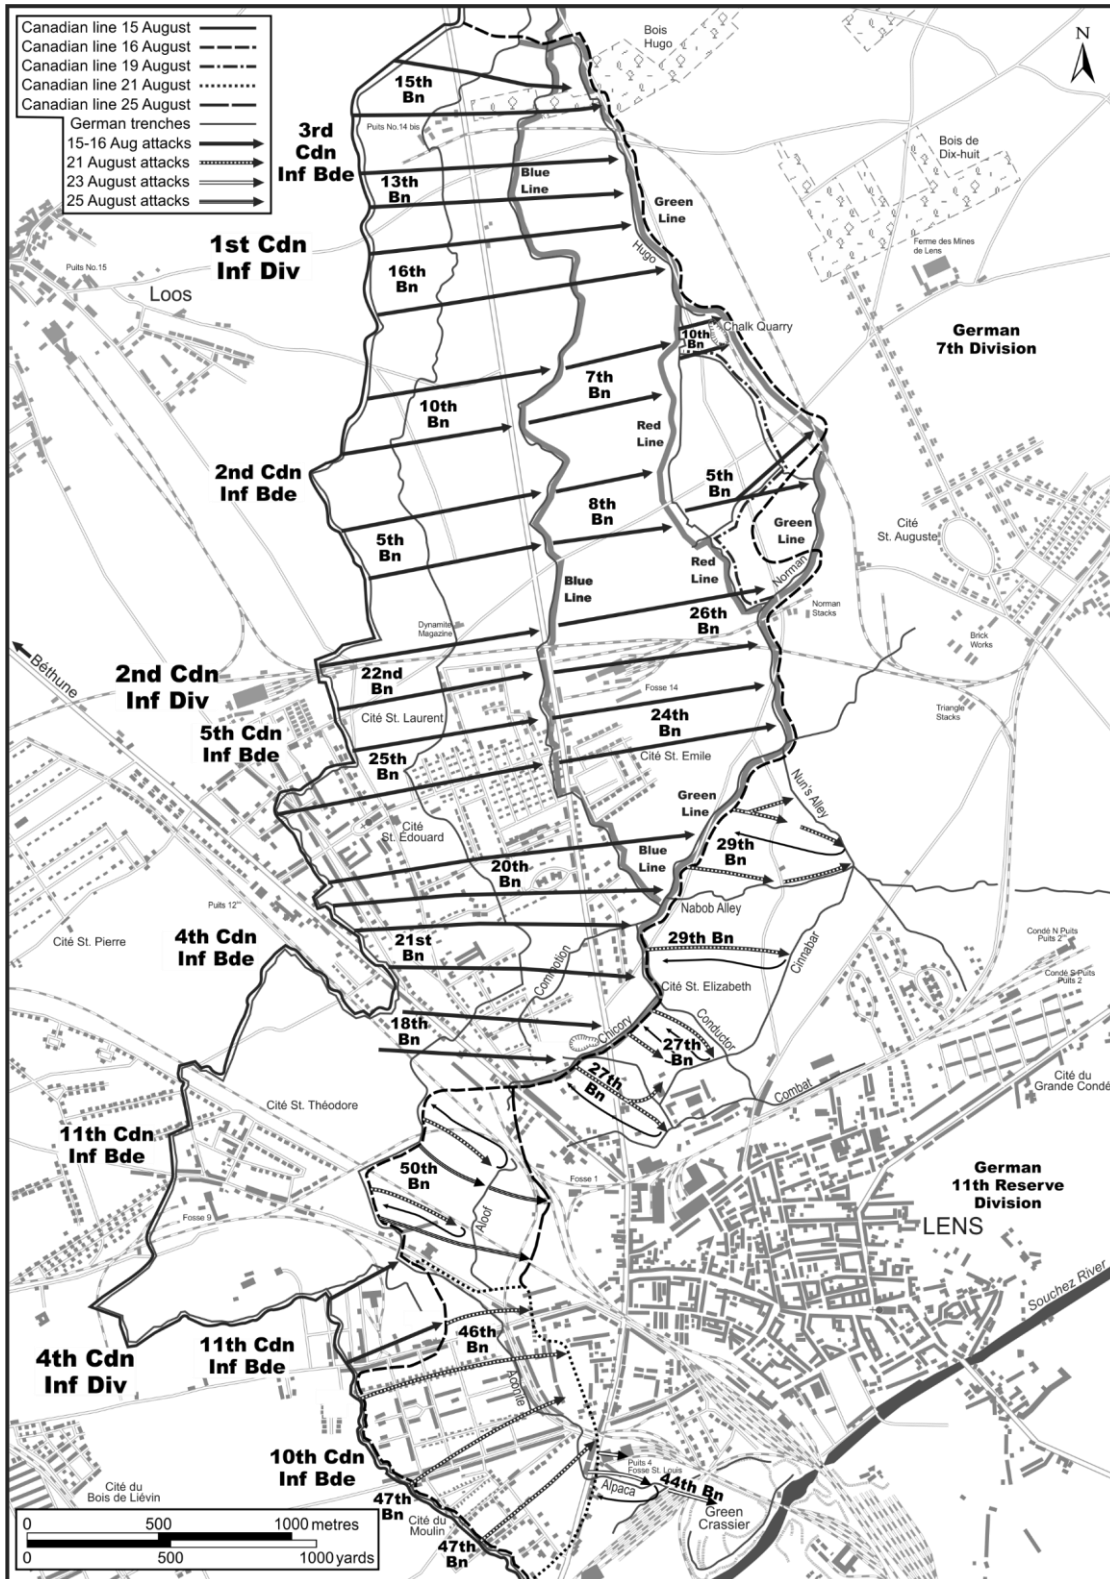 Canadian line 15 August
Canadian line 16 August
Canadian line 19 August
Canadian line 21 August
Canadian line 25 August
German trenches
15-16 Aug attacks
21 August attacks
23 August attacks
25 August attacks
N
Bois
Hugo
15th
Bn
Puits No.14 bis
3rd
Cdn
Inf Bde
Bois de
Dix-huit
13th
Bn
Blue
Line
Green
Line
Hugo
1st Cdn
Inf Div
Ferme des Mines
de Lens
Puits No.15
Loos
16th
Bn
Chalk Quarry
10th
Bn
German
7th Division
7th
Bn
10th
Bn
Red
Line
2nd Cdn
Inf Bde
5th
Bn
8th
Bn
Green
Line
Cité
St. Auguste
5th
Bn
Red
Line
Norman
Blue
Line
Norman
Stacks
26th
Bn
Dynamite
Magazine
Brick
Works
Béthune
2nd Cdn
Inf Div
22nd
Bn
Fosse 14
Triangle
Stacks
Cité St. Laurent
24th
Bn
5th Cdn
Inf Bde
25th
Bn
Cité St. Emile
Nun's Alley
Green
Line
Cité
St. Edouard
29th
Bn
Blue
Line
20th
Bn
Puits 12
Nabob Alley
Cité St. Pierre
4th Cdn
Inf Bde
21st
Bn
29th Bn
Cinnabar
Condé N Puits
Puits 2
Commotion
Condé S Puits
Puits 2
Cité St. Elizabeth
18th
Bn
Chicory
Conductor
27th
Bn
27th
Bn
Combat
Cité du
Grande Condé
Cité St. Théodore
11th Cdn
Inf Bde
50th
Bn
Fosse 1
German
11th Reserve
Division
Aloof
Fosse 9
LENS
Souchez River
46th
Bn
11th Cdn
Inf Bde
4th Cdn
Inf Div
Aconite
10th Cdn
Inf Bde
Puits 4
Fosse St. Louis
44th Bn
Alpaca
Cité du
Bois de Liévin
47th
Bn
Cité du
Moulin
Green
Crassier
47th
Bn
0 500 1000 metres
0 500 1000 yards